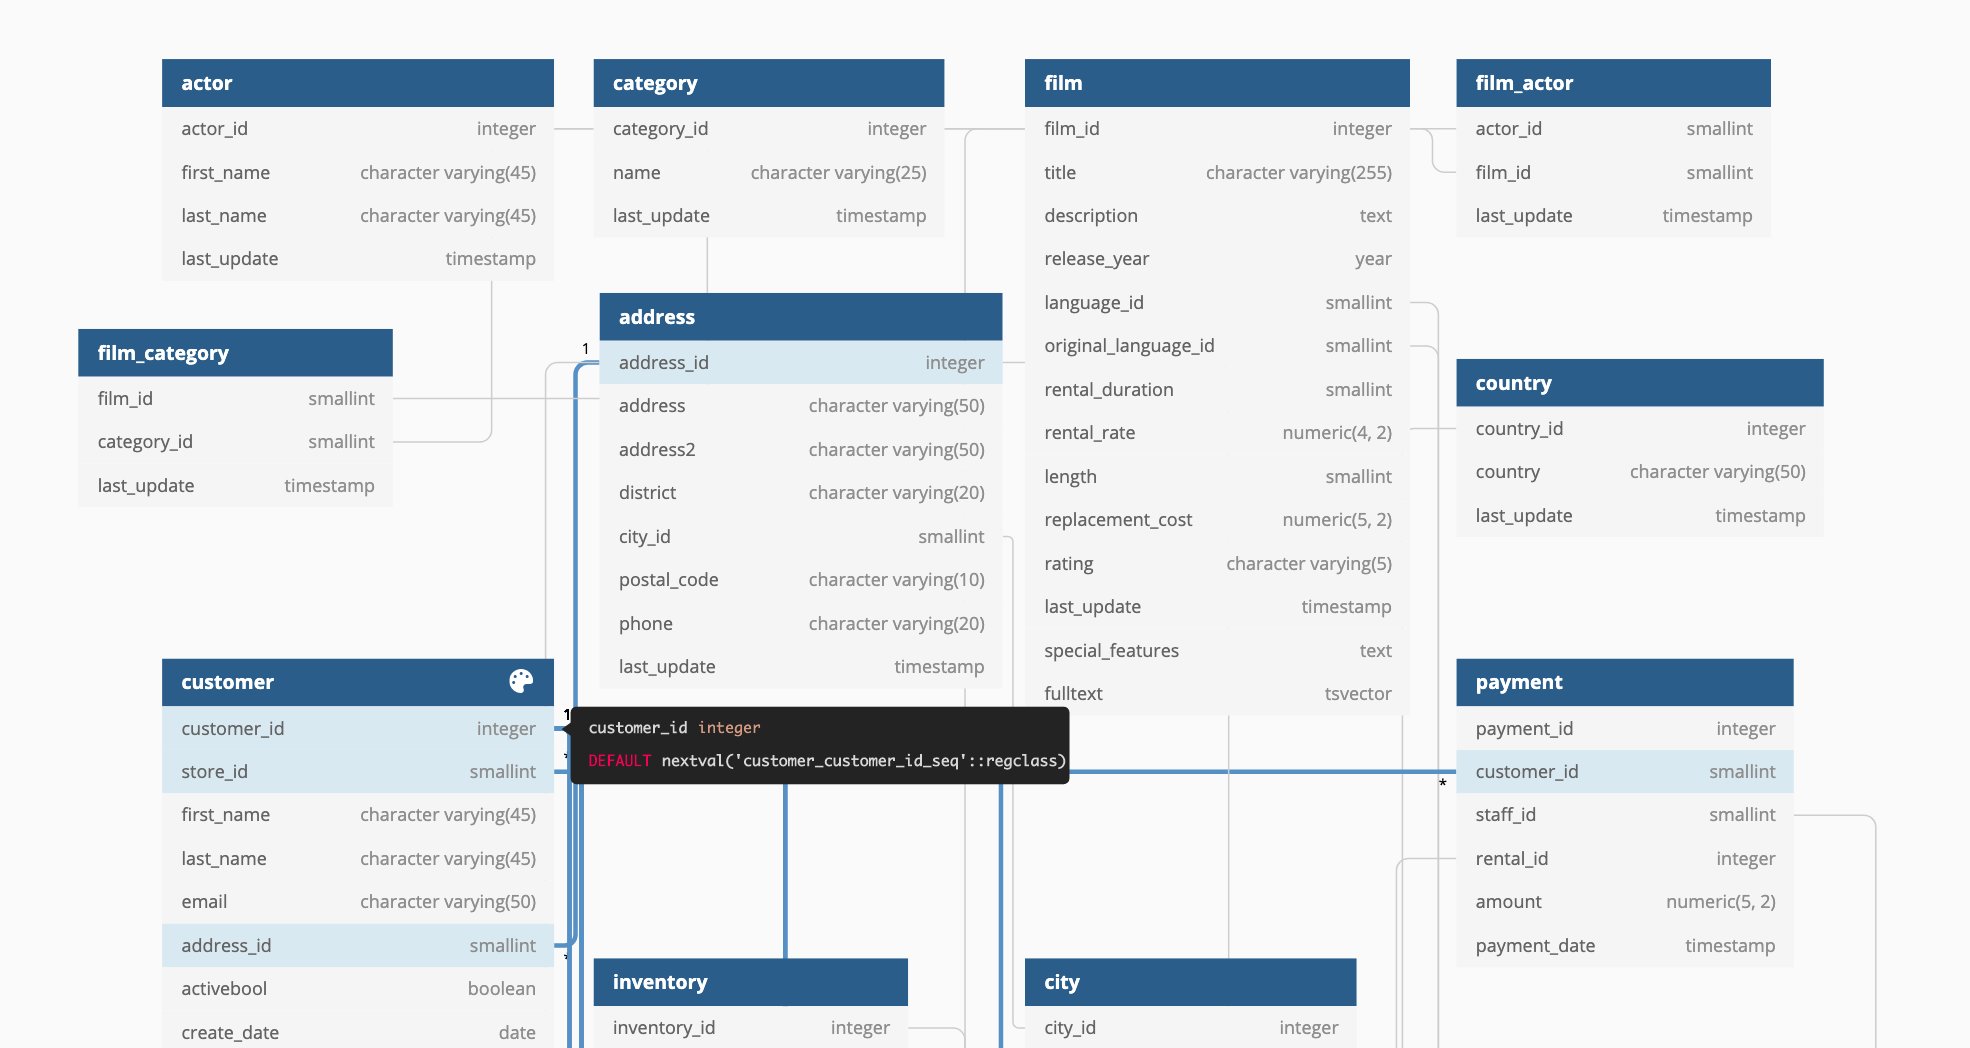 actor
actor_id integer
first_name character varying(45)
last_name character varying(45)
last_update timestamp
category
category_id integer
name character varying(25)
last_update timestamp
film
film_id integer
title character varying(255)
description text
release_year year
language_id smallint
original_language_id smallint
rental_duration smallint
rental_rate numeric(4, 2)
length smallint
replacement_cost numeric(5, 2)
rating character varying(5)
last_update timestamp
special_features text
fulltext tsvector
film_actor
actor_id smallint
film_id smallint
last_update timestamp
film_category
film_id smallint
category_id smallint
last_update timestamp
1
address
address_id integer
address character varying(50)
address2 character varying(50)
district character varying(20)
city_id smallint
postal_code character varying(10)
phone character varying(20)
last_update timestamp
country
country_id integer
country character varying(50)
last_update timestamp
customer
customer_id integer
store_id smallint
first_name character varying(45)
last_name character varying(45)
email character varying(50)
address_id smallint
activebool boolean
create_date date
1
*
*
customer_id integer
DEFAULT nextval('customer_customer_id_seq'::regclass)
*
payment
payment_id integer
customer_id smallint
staff_id smallint
rental_id integer
amount numeric(5, 2)
payment_date timestamp
inventory
inventory_id integer
city
city_id integer